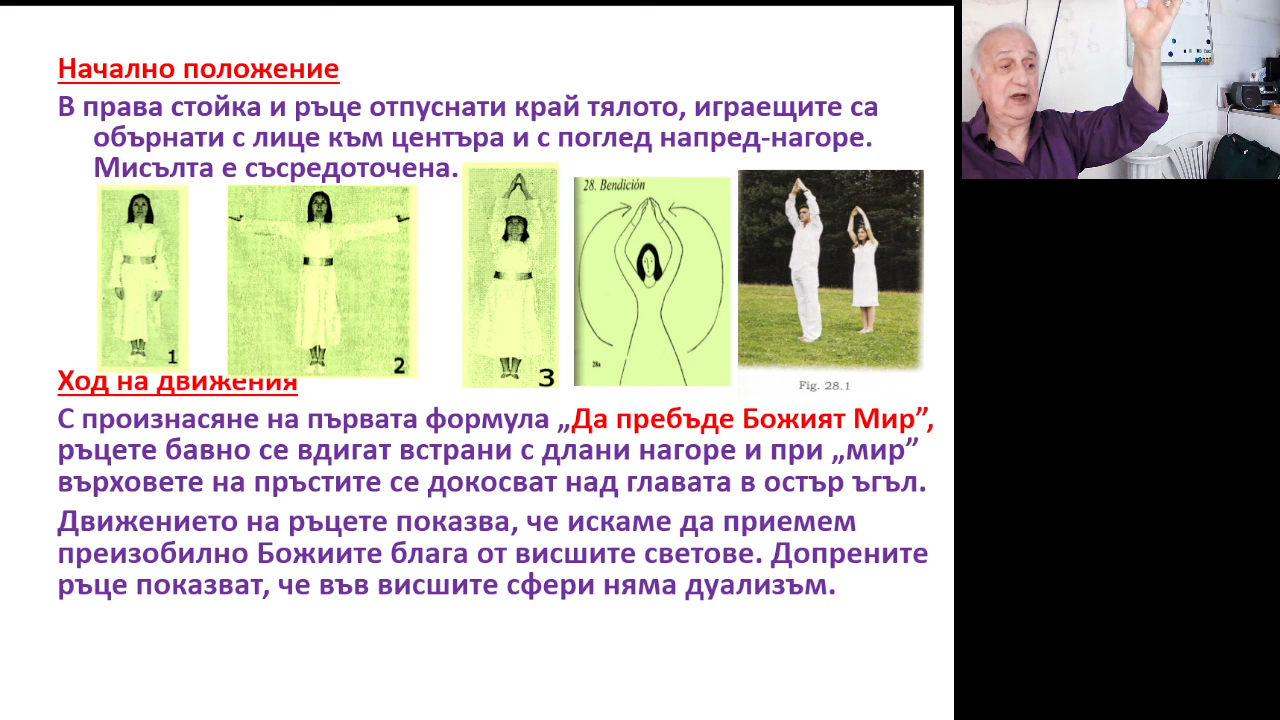 Начално положение
В права стойка и ръце отпуснати край тялото, играещите са
обърнати с лице към центъра и с поглед напред-нагоре.
Мисълта е съсредоточена.
28. Bendición
1
2
3
28a
Fig. 28.1
Ход на движения
С произнасяне на първата формула „Да пребъде Божият Мир”,
ръцете бавно се вдигат встрани с длани нагоре и при „мир”
върховете на пръстите се докосват над главата в остър ъгъл.
Движението на ръцете показва, че искаме да приемем
преизобилно Божиите блага от висшите светове. Допрените
ръце показват, че във висшите сфери няма дуализъм.